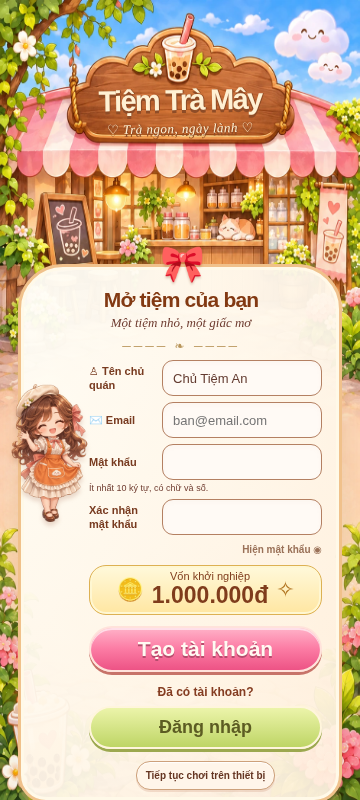 Tiệm Trà Mây
♡ Trà ngon, ngày lành ♡
Mở tiệm của bạn
Một tiệm nhỏ, một giấc mơ
Tên chủ quán
Chủ Tiệm An
Email
ban@email.com
Mật khẩu
Ít nhất 10 ký tự, có chữ và số.
Xác nhận mật khẩu
Hiện mật khẩu
Vốn khởi nghiệp
1.000.000đ
Tạo tài khoản
Đã có tài khoản?
Đăng nhập
Tiếp tục chơi trên thiết bị